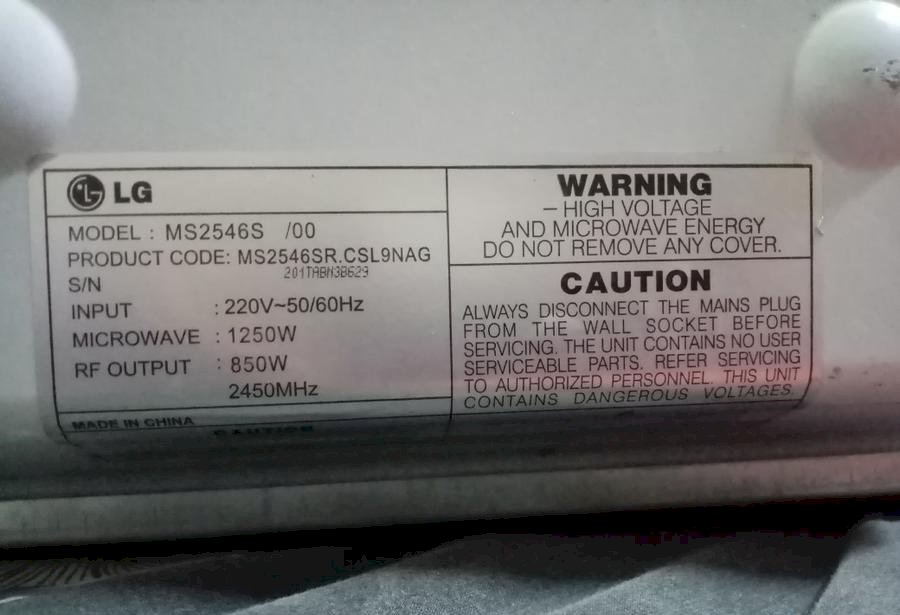 LG
MODEL : MS2546S /00
PRODUCT CODE: MS2546SR.CSL9NAG
201TABN3B629
S/N
INPUT : 220V~50/60Hz
MICROWAVE : 1250W
RF OUTPUT : 850W
2450MHz
MADE IN CHINA
CAUTION
WARNING
– HIGH VOLTAGE
AND MICROWAVE ENERGY
DO NOT REMOVE ANY COVER.
CAUTION
ALWAYS DISCONNECT THE MAINS PLUG
FROM THE WALL SOCKET BEFORE
SERVICING. THE UNIT CONTAINS NO USER
SERVICEABLE PARTS. REFER SERVICING
TO AUTHORIZED PERSONNEL. THIS UNIT
CONTAINS DANGEROUS VOLTAGES.